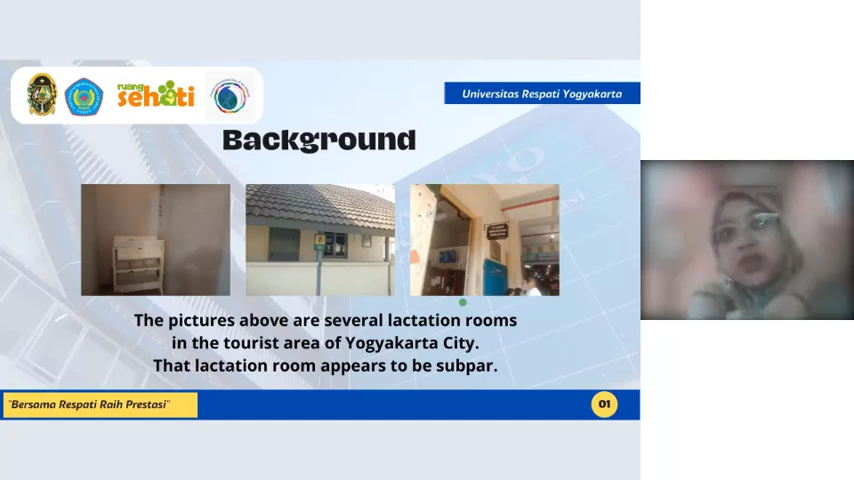 ruang
sehati
Universitas Respati Yogyakarta
Background
The pictures above are several lactation rooms
in the tourist area of Yogyakarta City.
That lactation room appears to be subpar.
"Bersama Respati Raih Prestasi"
01